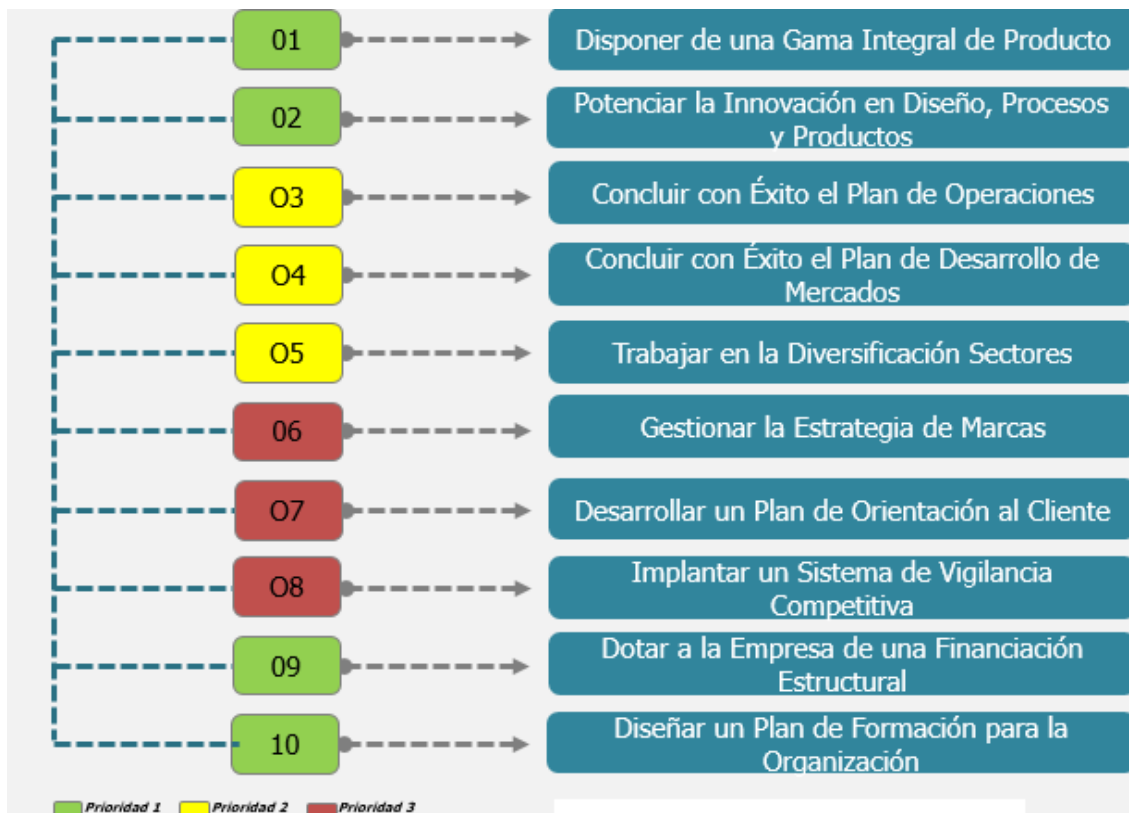 01
Disponer de una Gama Integral de Producto
02
Potenciar la Innovación en Diseño, Procesos
y Productos
O3
Concluir con Éxito el Plan de Operaciones
O4
Concluir con Éxito el Plan de Desarrollo de
Mercados
O5
Trabajar en la Diversificación Sectores
06
Gestionar la Estrategia de Marcas
O7
Desarrollar un Plan de Orientación al Cliente
O8
Implantar un Sistema de Vigilancia
Competitiva
09
Dotar a la Empresa de una Financiación
Estructural
10
Diseñar un Plan de Formación para la
Organización
Prioridad 1 Prioridad 2 Prioridad 3